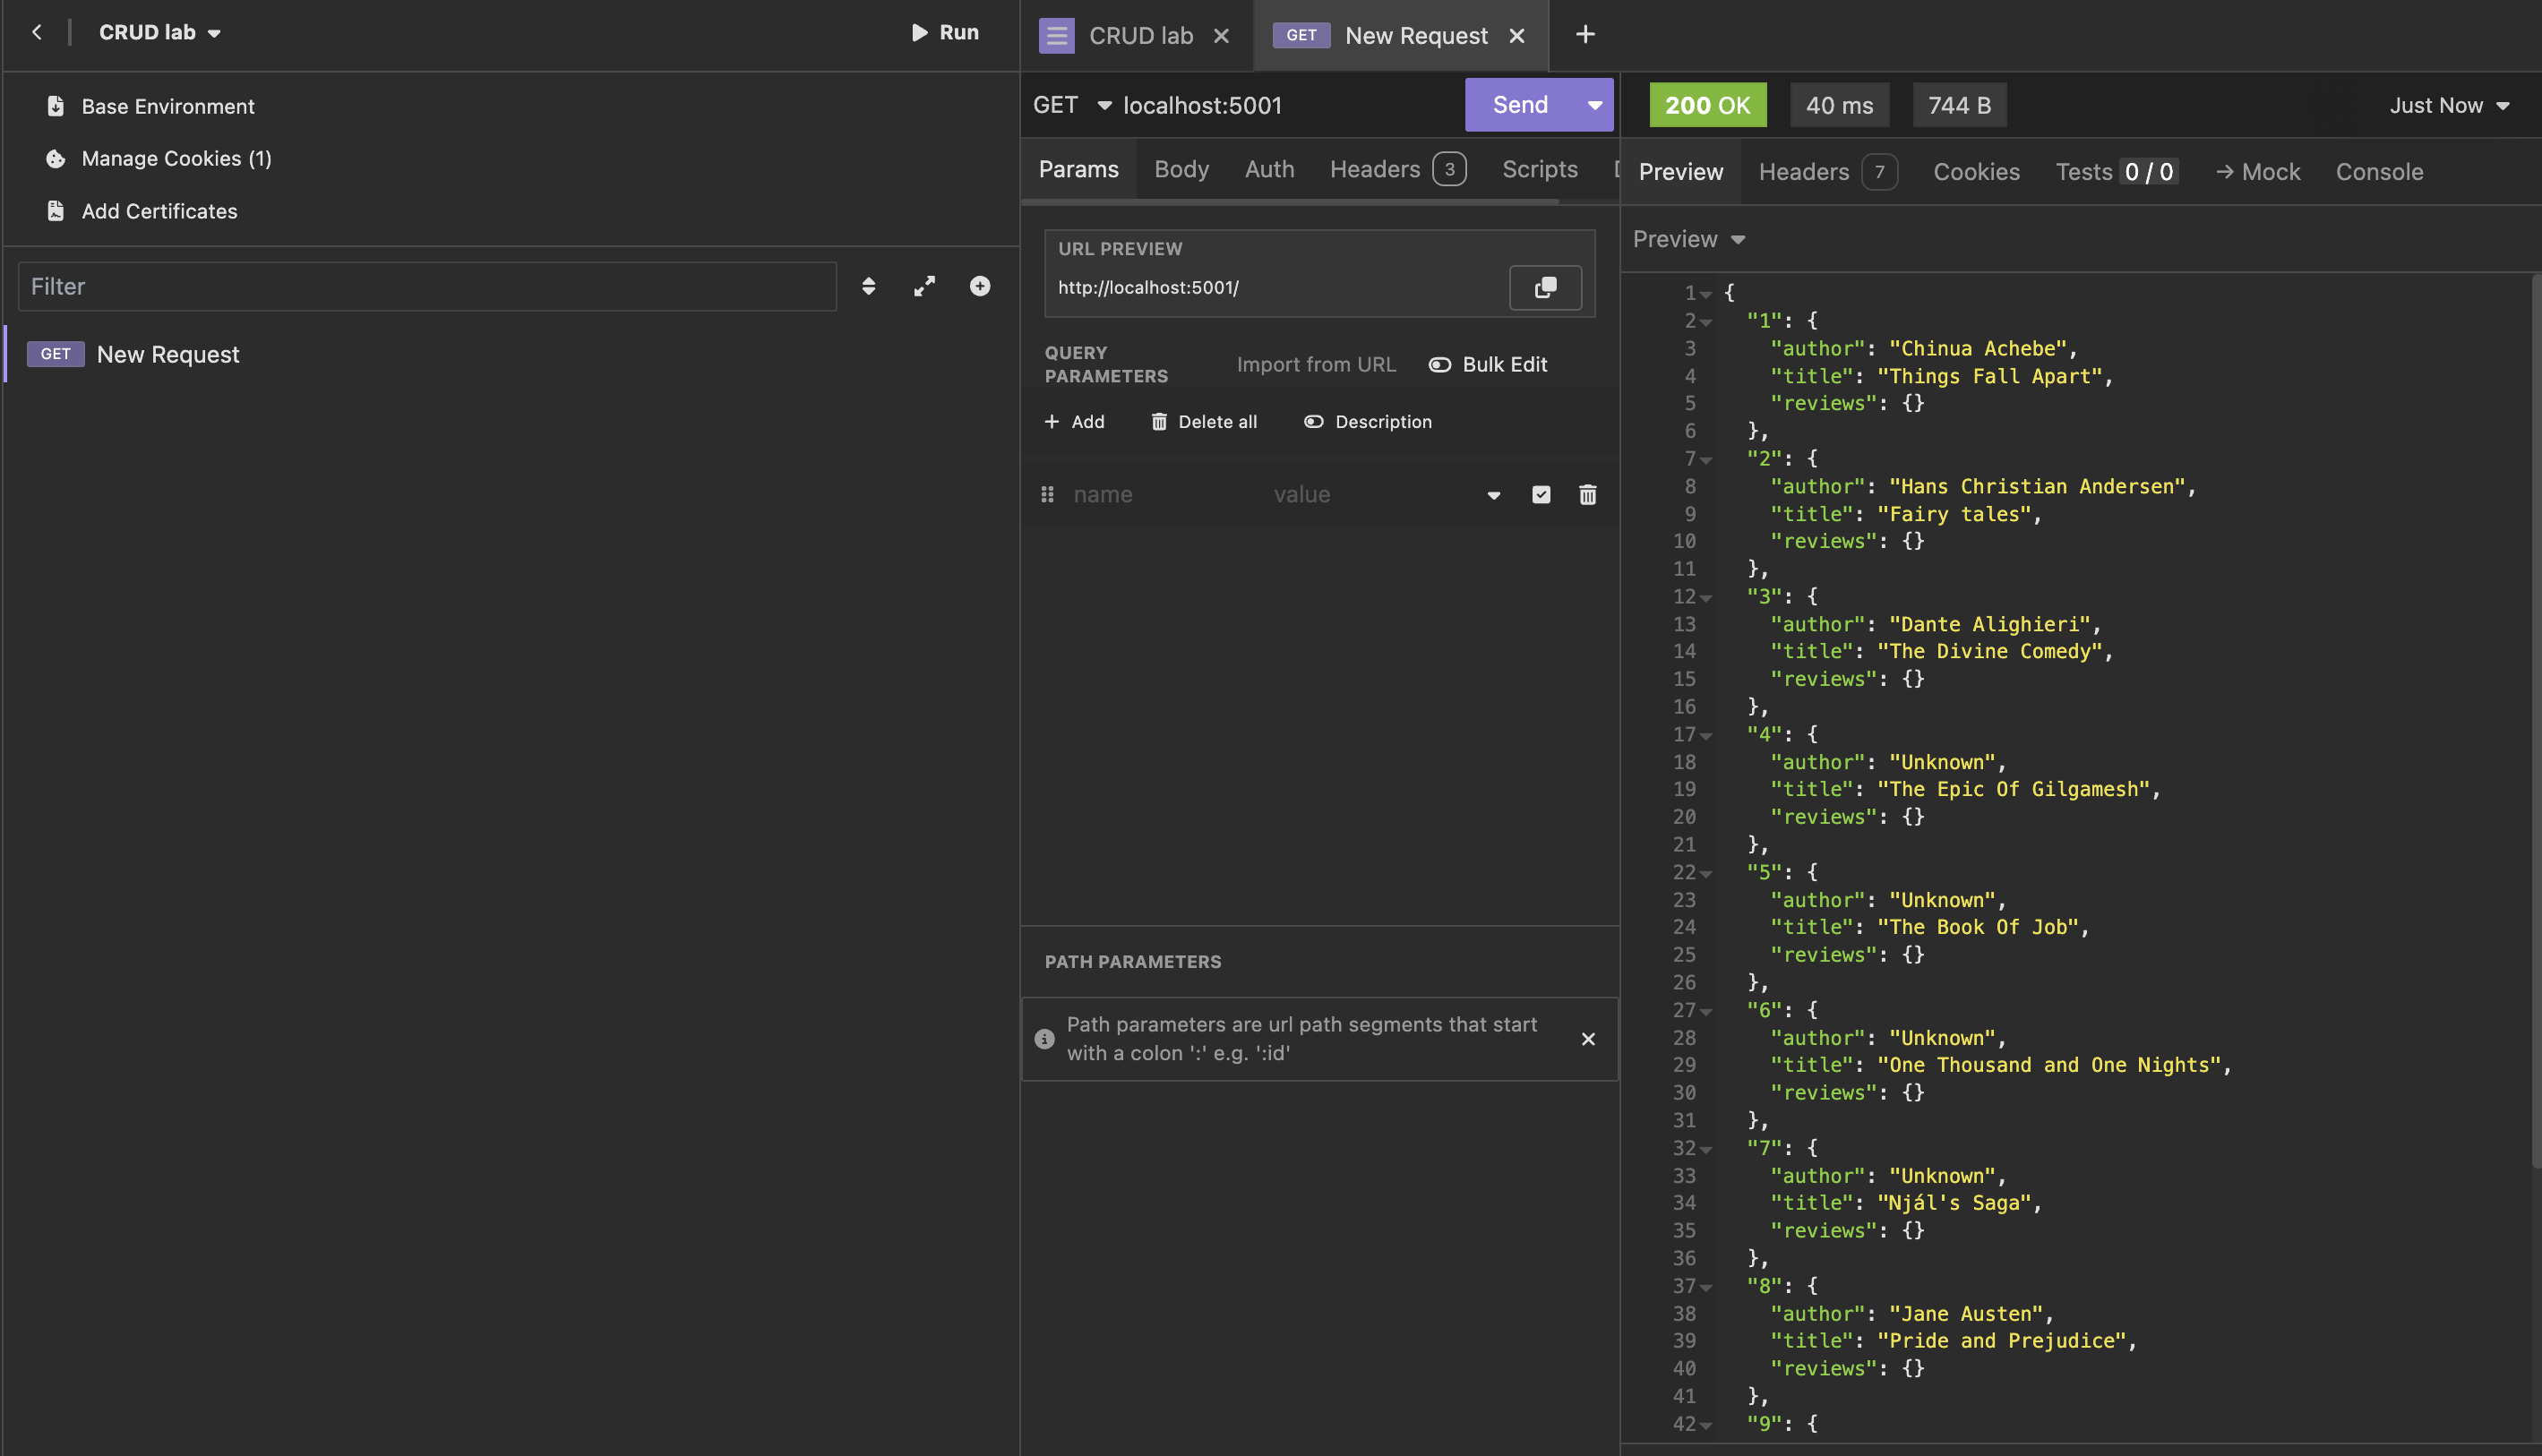 CRUD lab
Run
Base Environment
Manage Cookies (1)
Add Certificates
Filter
GET New Request
CRUD lab
GET New Request
GET localhost:5001 Send
Params Body Auth Headers 3 Scripts
URL PREVIEW
http://localhost:5001/
QUERY PARAMETERS
Import from URL
Bulk Edit
Add Delete all Description
name value
PATH PARAMETERS
Path parameters are url path segments that start
with a colon ':' e.g. ':id'
200 OK 40 ms 744 B Just Now
Preview Headers 7 Cookies Tests 0 / 0 → Mock Console
Preview
1 {
2 "1": {
3 "author": "Chinua Achebe",
4 "title": "Things Fall Apart",
5 "reviews": {}
6 },
7 "2": {
8 "author": "Hans Christian Andersen",
9 "title": "Fairy tales",
10 "reviews": {}
11 },
12 "3": {
13 "author": "Dante Alighieri",
14 "title": "The Divine Comedy",
15 "reviews": {}
16 },
17 "4": {
18 "author": "Unknown",
19 "title": "The Epic Of Gilgamesh",
20 "reviews": {}
21 },
22 "5": {
23 "author": "Unknown",
24 "title": "The Book Of Job",
25 "reviews": {}
26 },
27 "6": {
28 "author": "Unknown",
29 "title": "One Thousand and One Nights",
30 "reviews": {}
31 },
32 "7": {
33 "author": "Unknown",
34 "title": "Njál's Saga",
35 "reviews": {}
36 },
37 "8": {
38 "author": "Jane Austen",
39 "title": "Pride and Prejudice",
40 "reviews": {}
41 },
42 "9": {